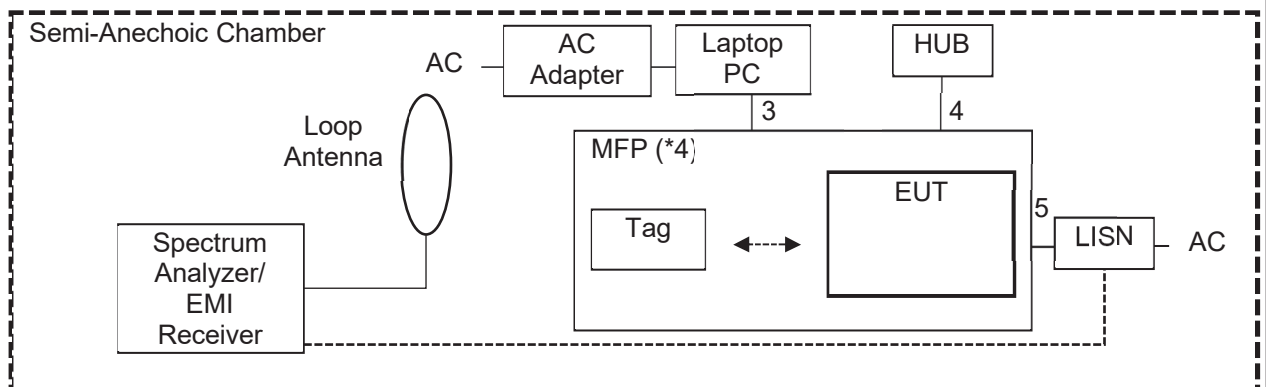 Semi-Anechoic Chamber
AC
AC
Adapter
Laptop
PC
HUB
3
4
Loop
Antenna
MFP (*4)
EUT
Tag
5
LISN
AC
Spectrum
Analyzer/
EMI
Receiver